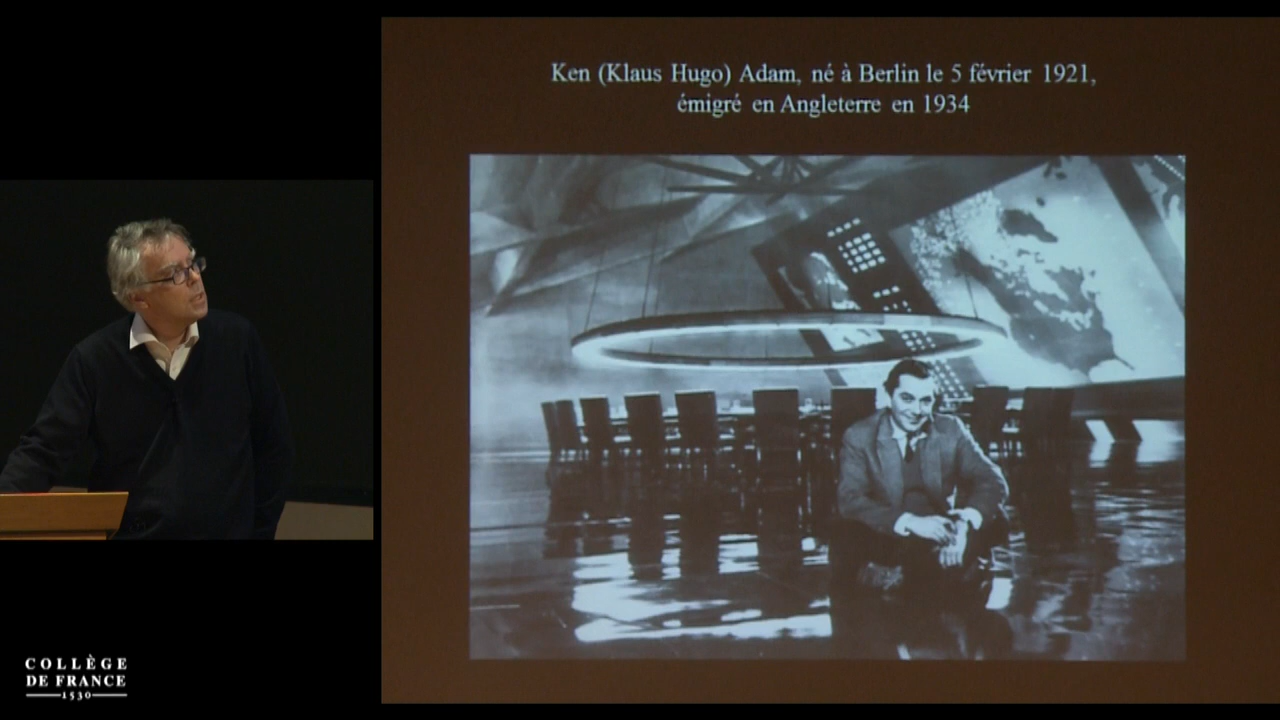 Ken (Klaus Hugo) Adam, né à Berlin le 5 février 1921,
émigré en Angleterre en 1934
COLLÈGE
DE FRANCE
1530